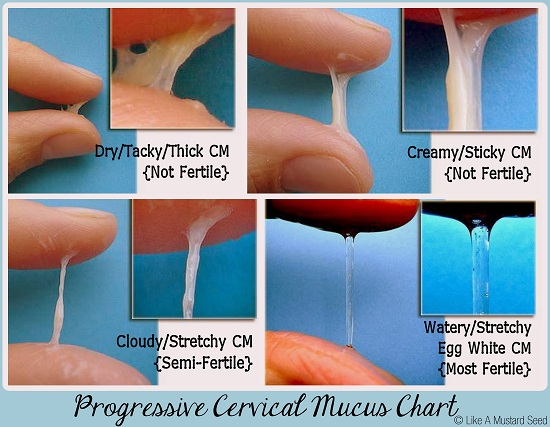 Dry/Tacky/Thick CM
{Not Fertile}
Creamy/Sticky CM
{Not Fertile}
Cloudy/Stretchy CM
{Semi-Fertile}
Watery/Stretchy
Egg White CM
{Most Fertile}
Progressive Cervical Mucus Chart
© Like A Mustard Seed